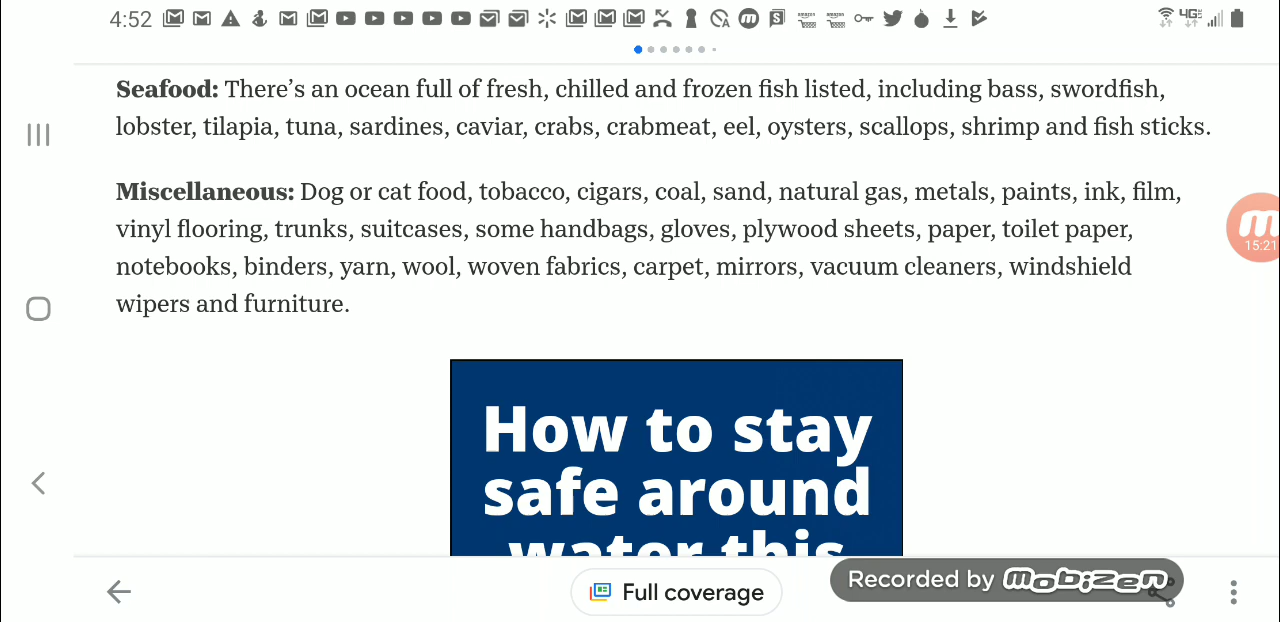 4:52
4G
Seafood: There’s an ocean full of fresh, chilled and frozen fish listed, including bass, swordfish,
lobster, tilapia, tuna, sardines, caviar, crabs, crabmeat, eel, oysters, scallops, shrimp and fish sticks.
Miscellaneous: Dog or cat food, tobacco, cigars, coal, sand, natural gas, metals, paints, ink, film,
vinyl flooring, trunks, suitcases, some handbags, gloves, plywood sheets, paper, toilet paper,
15:21
notebooks, binders, yarn, wool, woven fabrics, carpet, mirrors, vacuum cleaners, windshield
wipers and furniture.
How to stay
safe around
water this
Full coverage
Recorded by mobizen